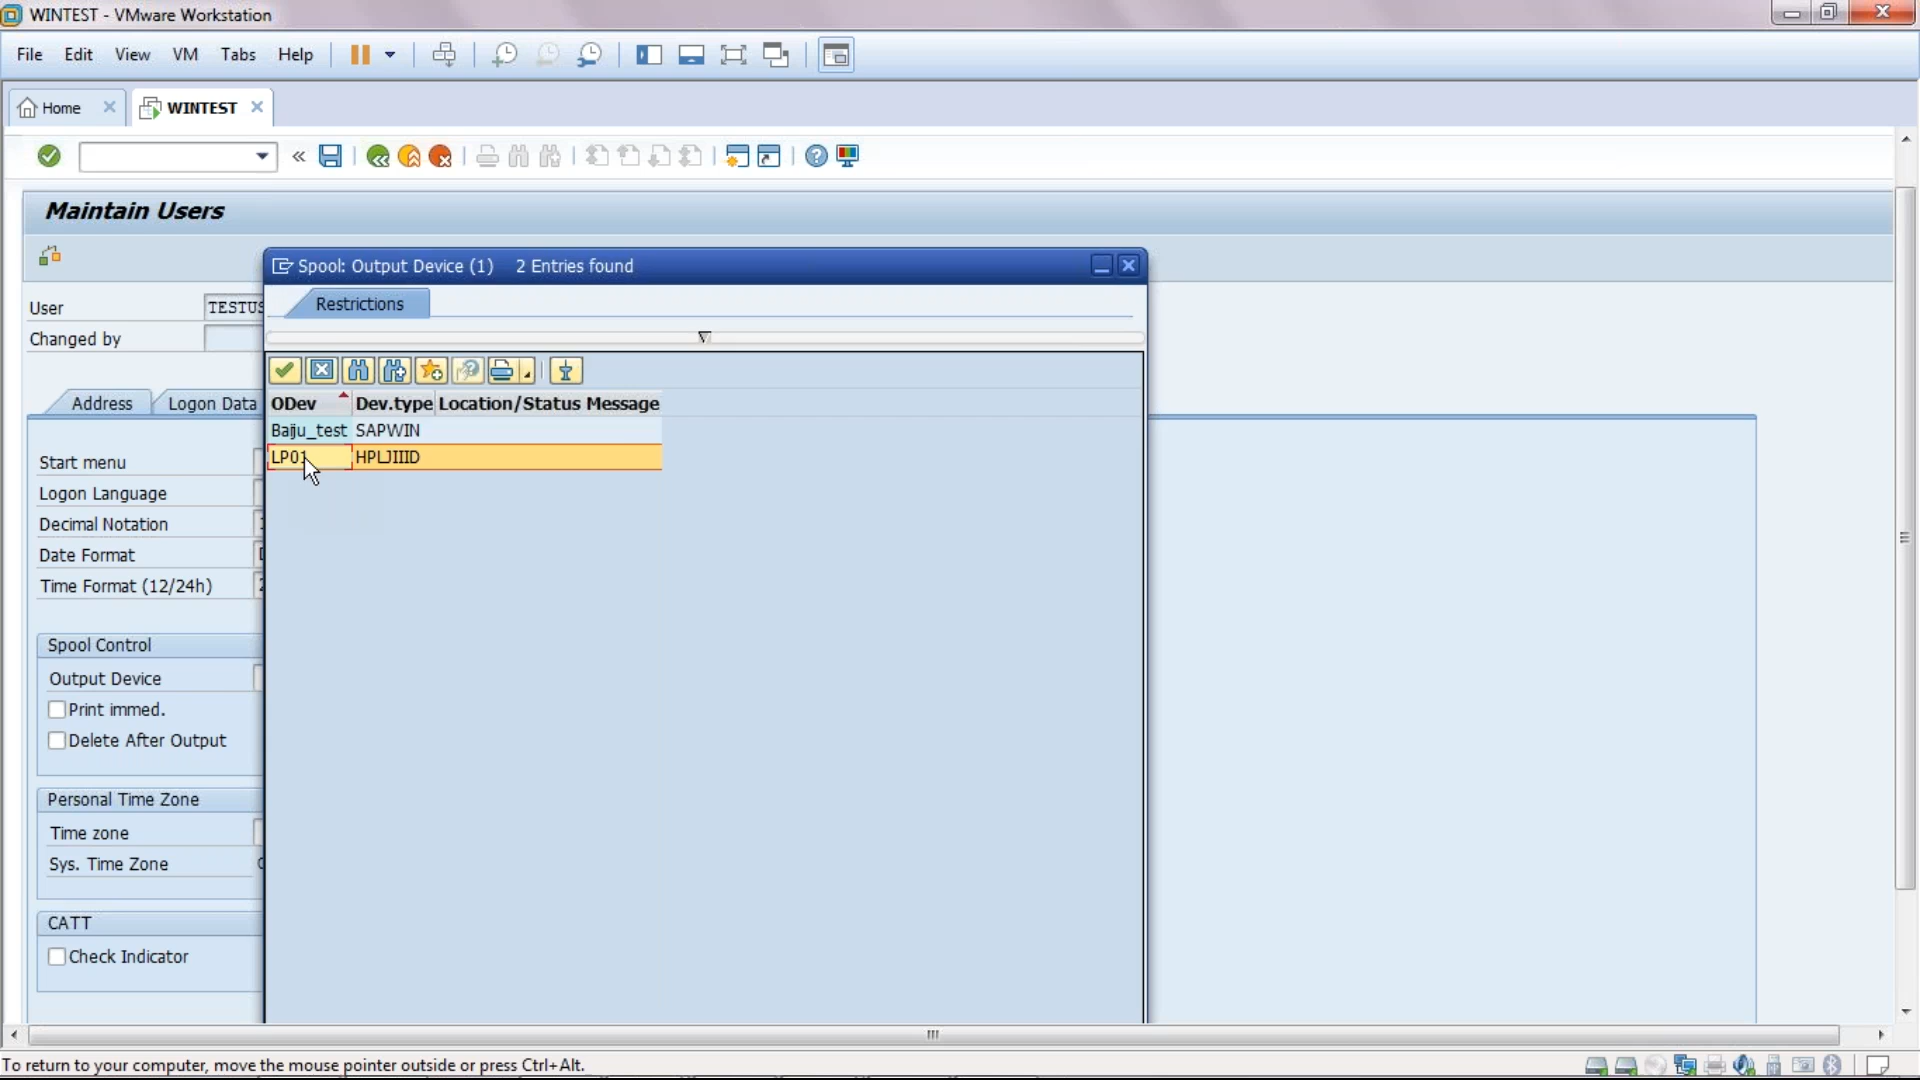 WINTEST - VMware Workstation
File Edit View VM Tabs Help
Home WINTEST
Maintain Users
Spool: Output Device (1) 2 Entries found
Restrictions
User TESTUS
Changed by
Address Logon Data
ODev Dev.type Location/Status Message
Baiju_test SAPWIN
LP01 HPLJIIID
Start menu
Logon Language
Decimal Notation
Date Format
Time Format (12/24h)
Spool Control
Output Device
Print immed.
Delete After Output
Personal Time Zone
Time zone
Sys. Time Zone
CATT
Check Indicator
To return to your computer, move the mouse pointer outside or press Ctrl+Alt.